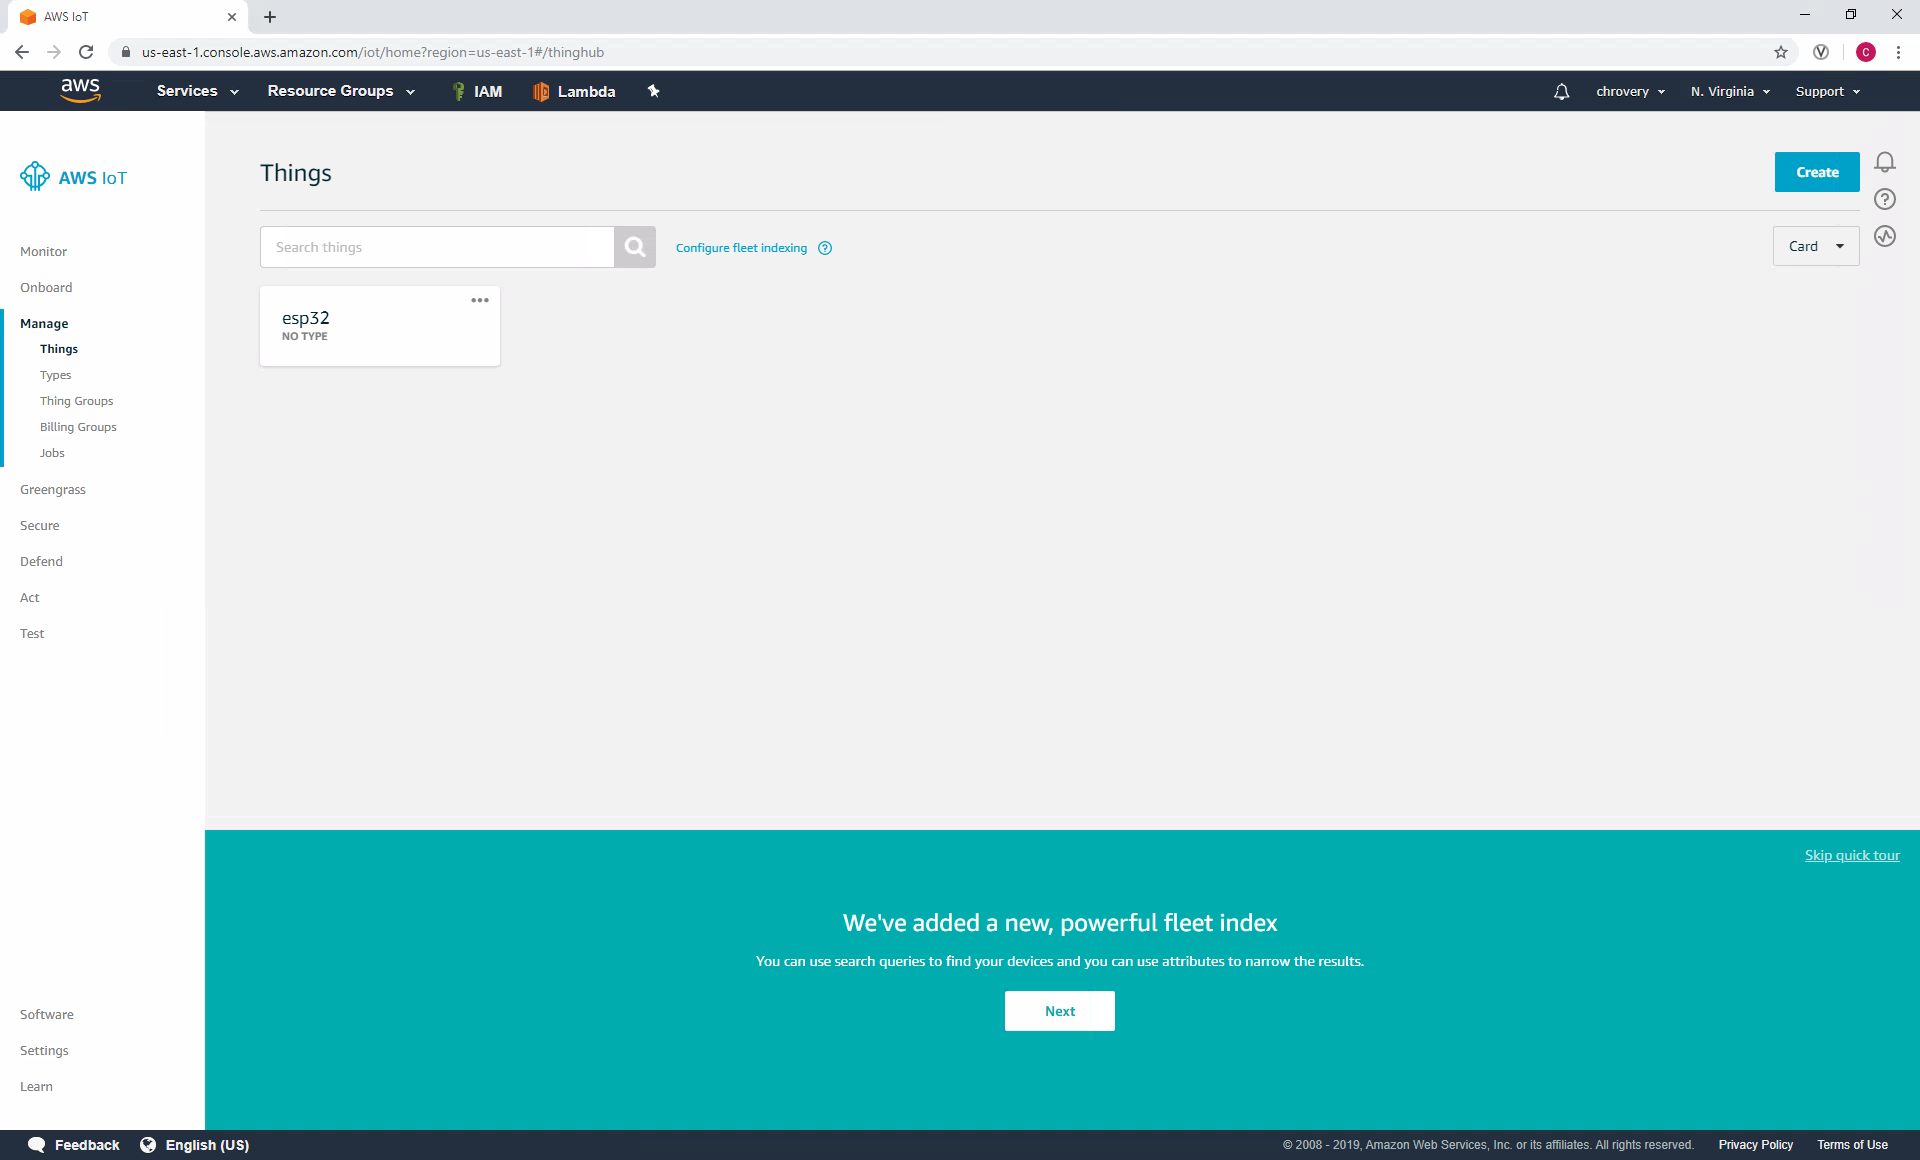 AWS IoT
us-east-1.console.aws.amazon.com/iot/home?region=us-east-1#/thinghub
C
aws Services Resource Groups IAM Lambda chrovery N. Virginia Support
AWS IoT
Monitor
Onboard
Manage
Things
Types
Thing Groups
Billing Groups
Jobs
Greengrass
Secure
Defend
Act
Test
Software
Settings
Learn
Things
Create
Search things
Configure fleet indexing
Card
esp32
NO TYPE
Skip quick tour
We've added a new, powerful fleet index
You can use search queries to find your devices and you can use attributes to narrow the results.
Next
Feedback English (US) © 2008 - 2019, Amazon Web Services, Inc. or its affiliates. All rights reserved. Privacy Policy Terms of Use